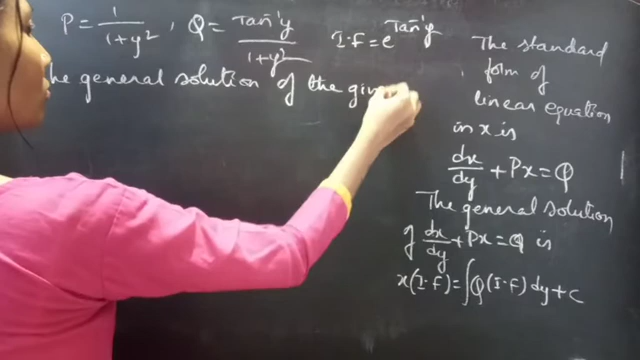 P = 1/(1+y²) , Q = Tan⁻¹y/(1+y²)  I.F = e^(Tan⁻¹y)
The general solution of the giv
The standard
form of
linear equation
in x is
dx/dy + Px = Q
The general solution
of dx/dy + Px = Q is
x(I.F) = ∫Q(I.F) dy + c